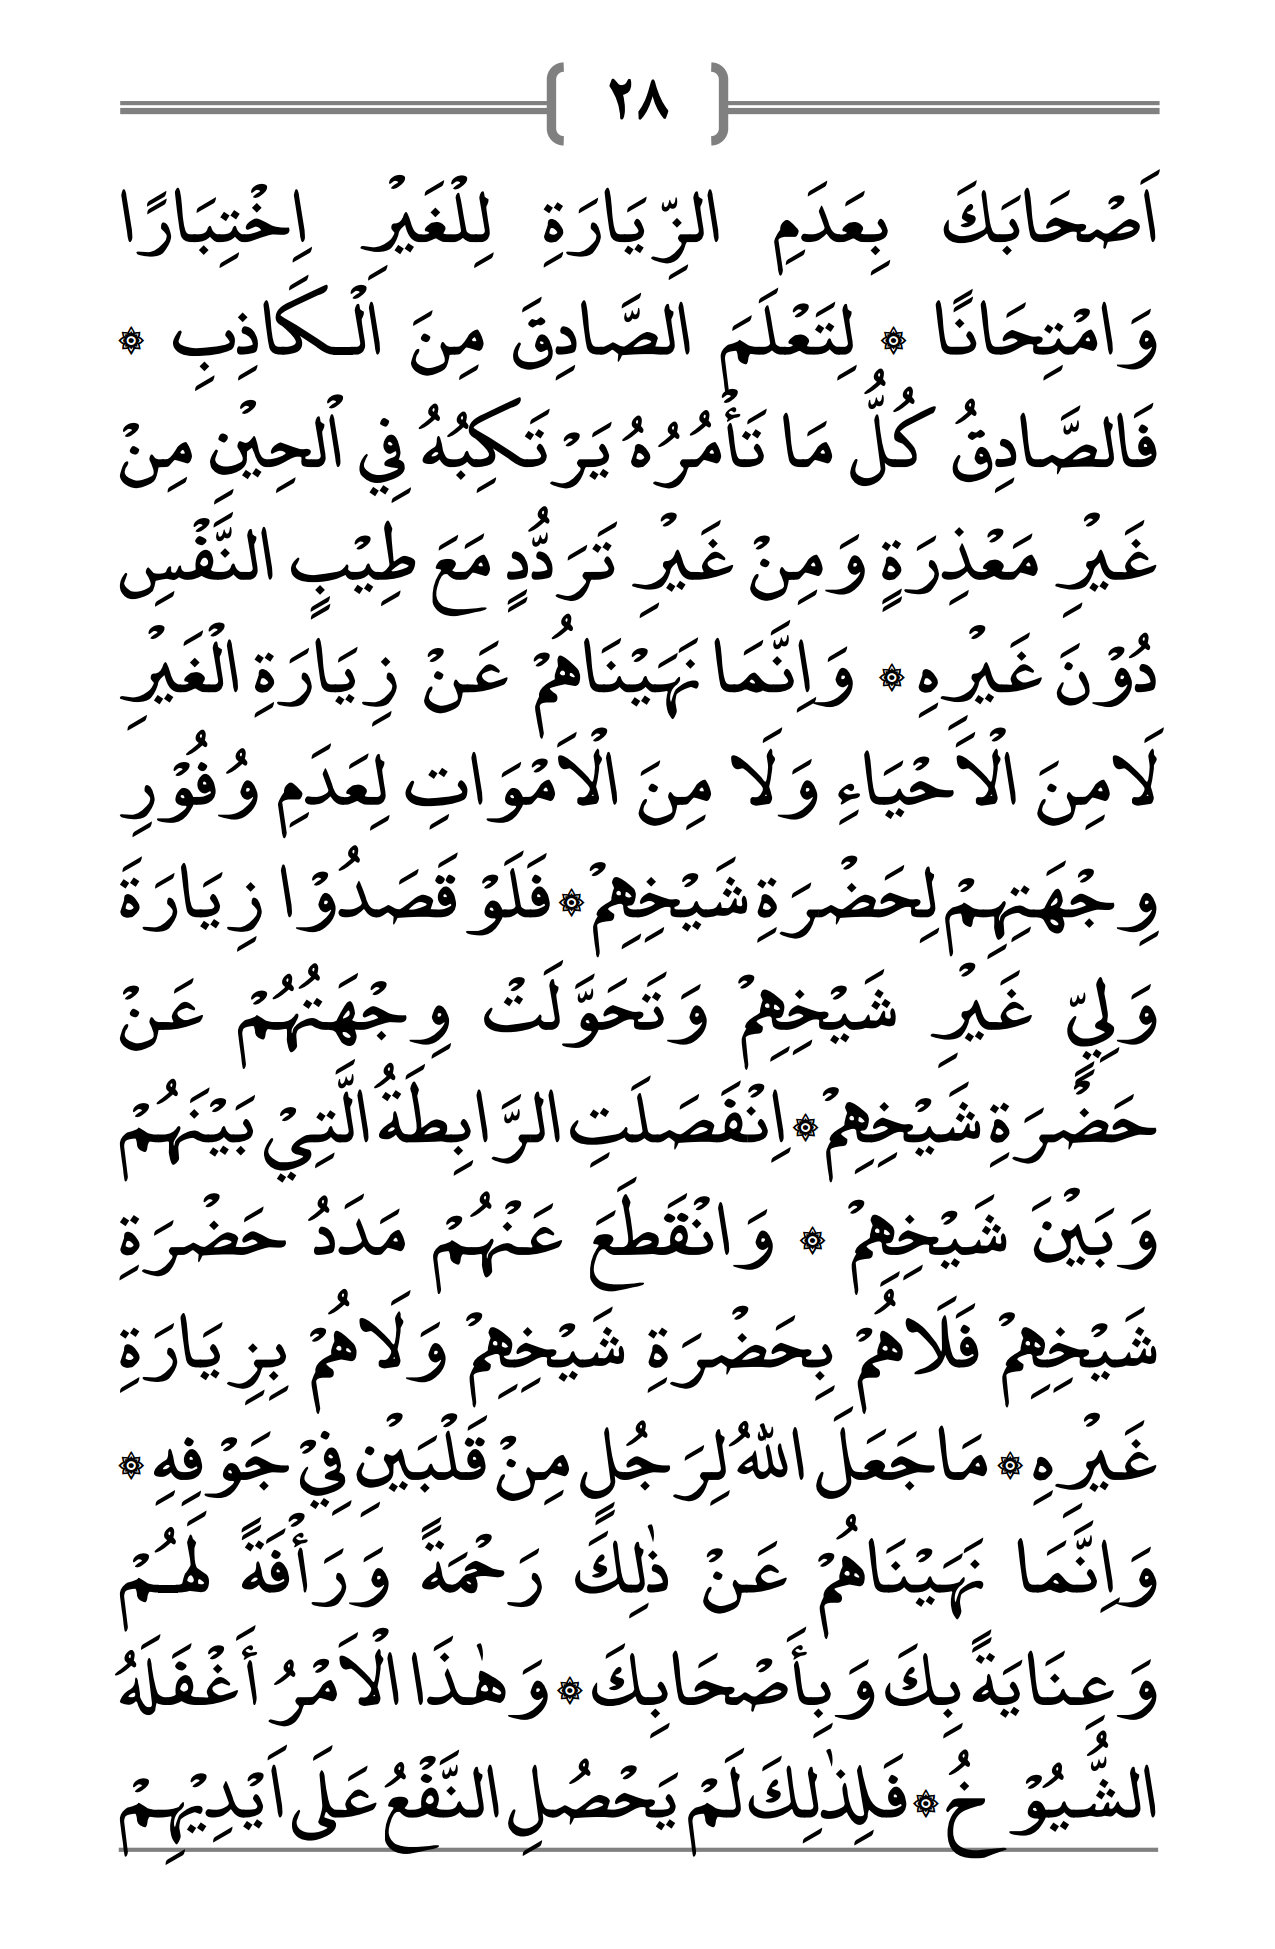 ٢٨
اَصْحَابَكَ بِعَدَمِ الزِّيَارَةِ لِلْغَيْرِ اِخْتِبَارًا
وَامْتِحَانًا ۞ لِتَعْلَمَ الصَّادِقَ مِنَ الْكَاذِبِ ۞
فَالصَّادِقُ كُلُّ مَا تَأْمُرُهُ يَرْتَكِبُهُ فِي الْحِيْنِ مِنْ
غَيْرِ مَعْذِرَةٍ وَمِنْ غَيْرِ تَرَدُّدٍ مَعَ طِيْبٍ النَّفْسِ
دُوْنَ غَيْرِهِ ۞ وَاِنَّمَا نَهَيْنَاهُمْ عَنْ زِيَارَةِ الْغَيْرِ
لَامِنَ الْاَحْيَاءِ وَلَا مِنَ الْاَمْوَاتِ لِعَدَمِ وُفُوْرِ
وِجْهَتِهِمْ لِحَضْرَةِ شَيْخِهِمْ ۞ فَلَوْ قَصَدُوْا زِيَارَةَ
وَلِيٍّ غَيْرِ شَيْخِهِمْ وَتَحَوَّلَتْ وِجْهَتُهُمْ عَنْ
حَضْرَةِ شَيْخِهِمْ ۞ اِنْفَصَلَتِ الرَّابِطَةُ الَّتِيْ بَيْنَهُمْ
وَبَيْنَ شَيْخِهِمْ ۞ وَانْقَطَعَ عَنْهُمْ مَدَدُ حَضْرَةِ
شَيْخِهِمْ فَلَاهُمْ بِحَضْرَةِ شَيْخِهِمْ وَلَاهُمْ بِزِيَارَةِ
غَيْرِهِ ۞ مَاجَعَلَ اللهُ لِرَجُلٍ مِنْ قَلْبَيْنِ فِيْ جَوْفِهِ ۞
وَاِنَّمَا نَهَيْنَاهُمْ عَنْ ذٰلِكَ رَحْمَةً وَرَأْفَةً لَهُمْ
وَعِنَايَةً بِكَ وَبِأَصْحَابِكَ ۞ وَهٰذَا الْاَمْرُ أَغْفَلَهُ
الشُّيُوْخُ ۞ فَلِذٰلِكَ لَمْ يَحْصُلِ النَّفْعُ عَلَى اَيْدِيْهِمْ